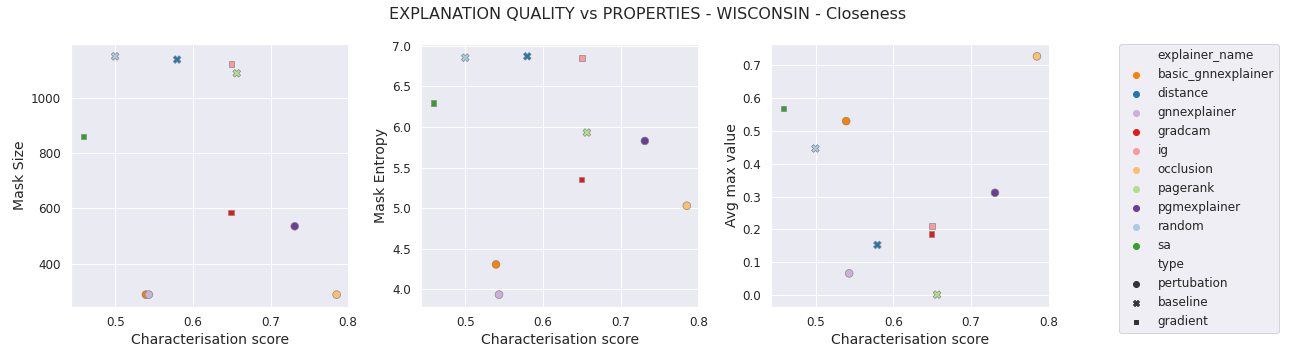 EXPLANATION QUALITY vs PROPERTIES - WISCONSIN - Closeness
Mask Size
1000
800
600
400
0.5 0.6 0.7 0.8
Characterisation score
Mask Entropy
7.0
6.5
6.0
5.5
5.0
4.5
4.0
0.5 0.6 0.7 0.8
Characterisation score
Avg max value
0.7
0.6
0.5
0.4
0.3
0.2
0.1
0.0
0.5 0.6 0.7 0.8
Characterisation score
explainer_name
basic_gnnexplainer
distance
gnnexplainer
gradcam
ig
occlusion
pagerank
pgmexplainer
random
sa
type
pertubation
baseline
gradient